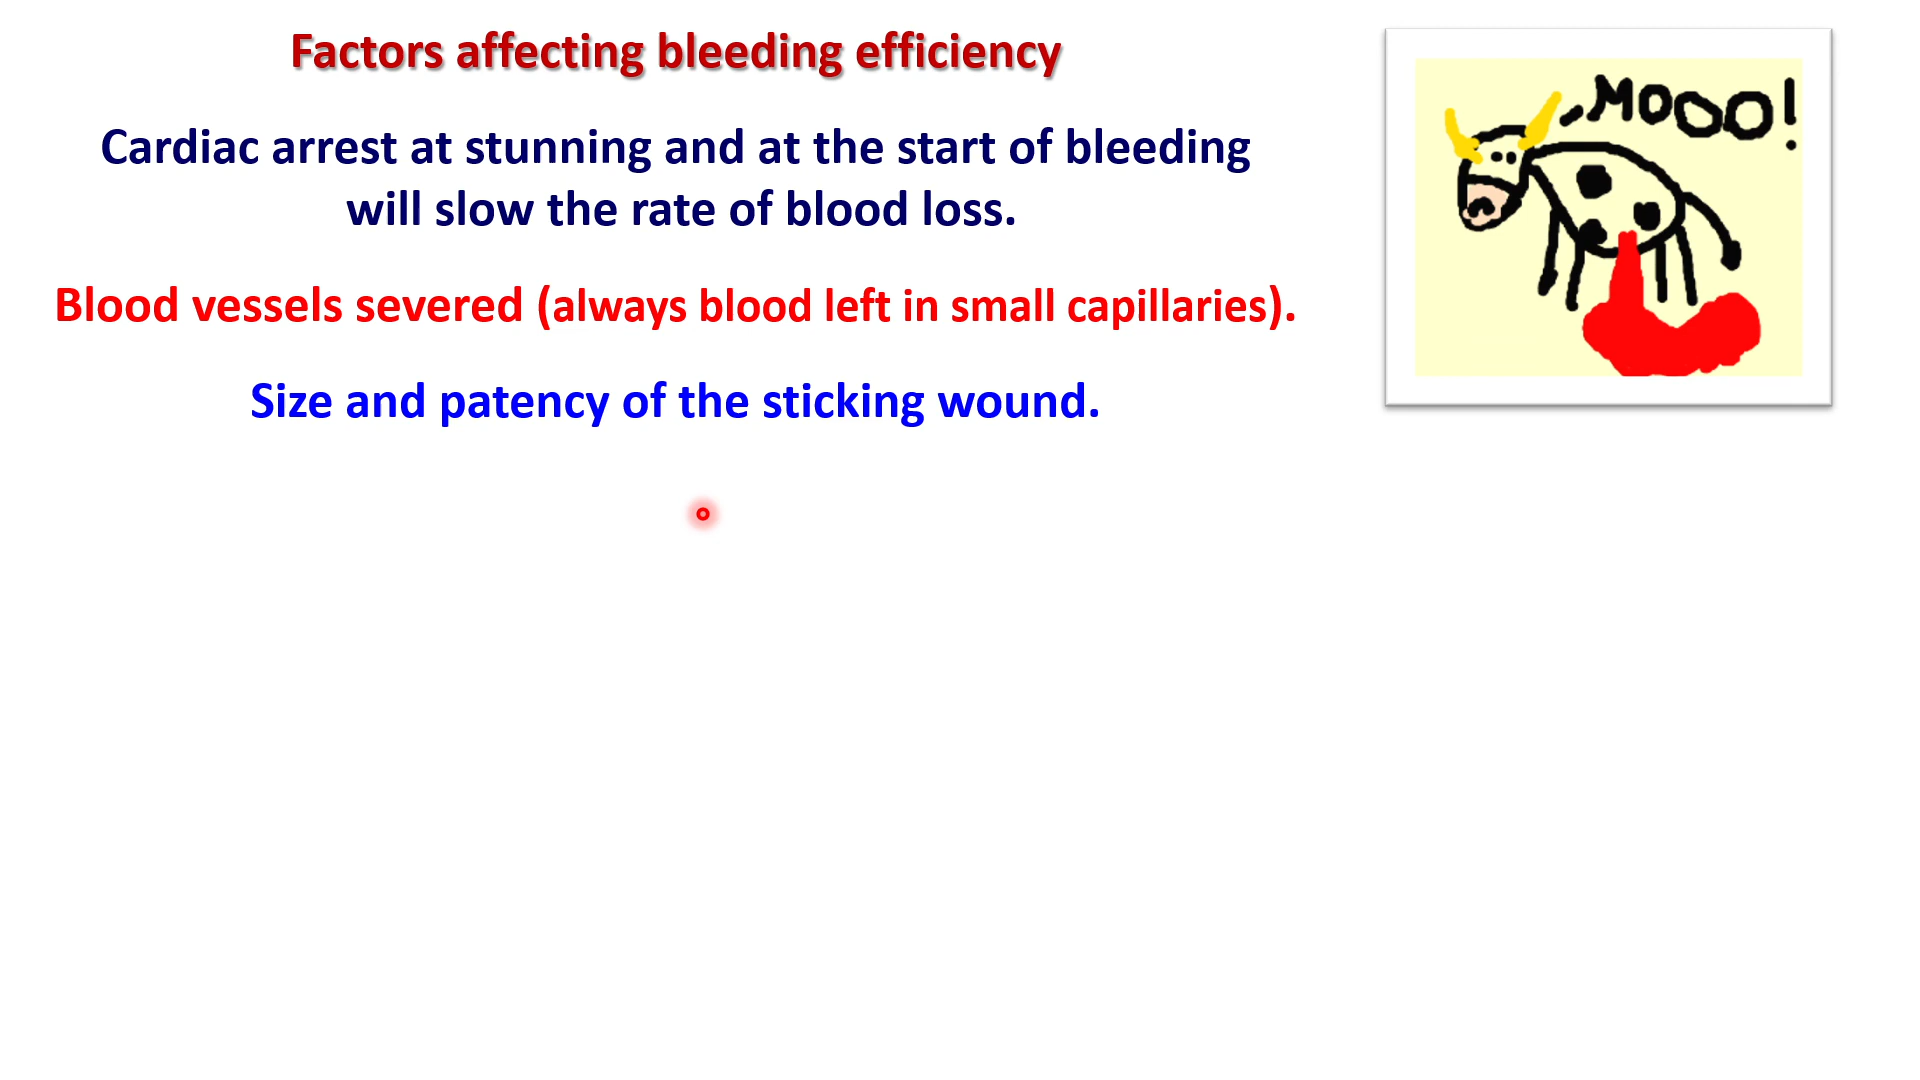 Factors affecting bleeding efficiency
Cardiac arrest at stunning and at the start of bleeding
will slow the rate of blood loss.
Blood vessels severed (always blood left in small capillaries).
Size and patency of the sticking wound.
MOOO!